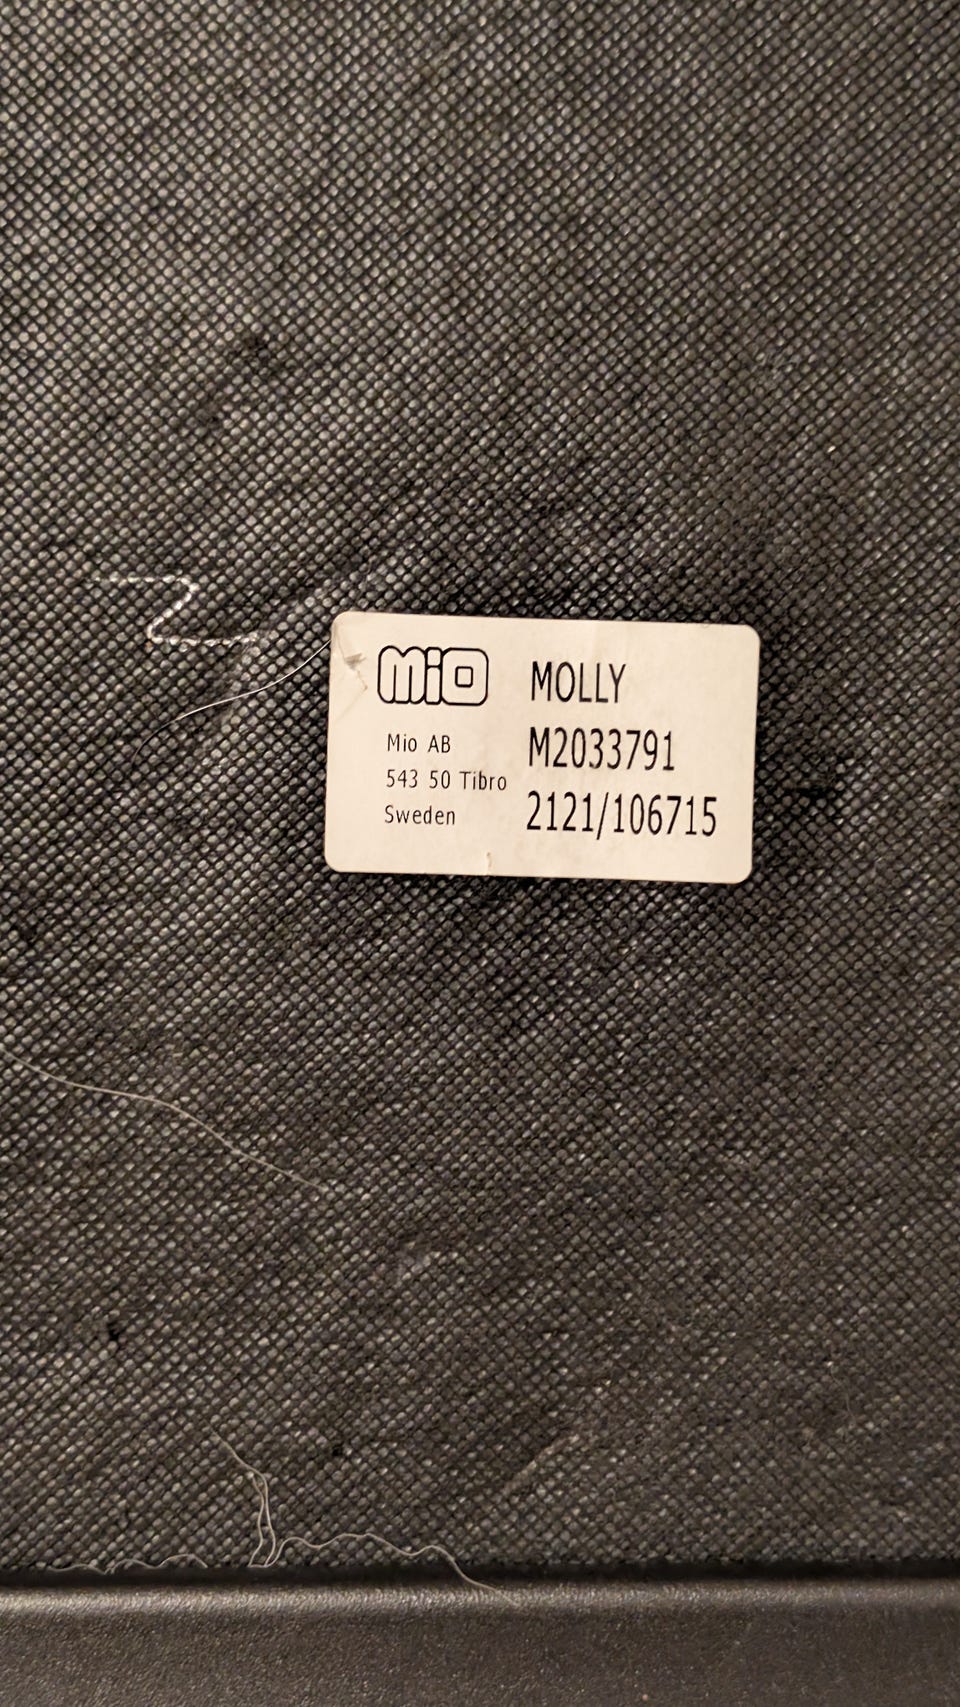 mio
Mio AB
543 50 Tibro
Sweden
MOLLY
M2033791
2121/106715